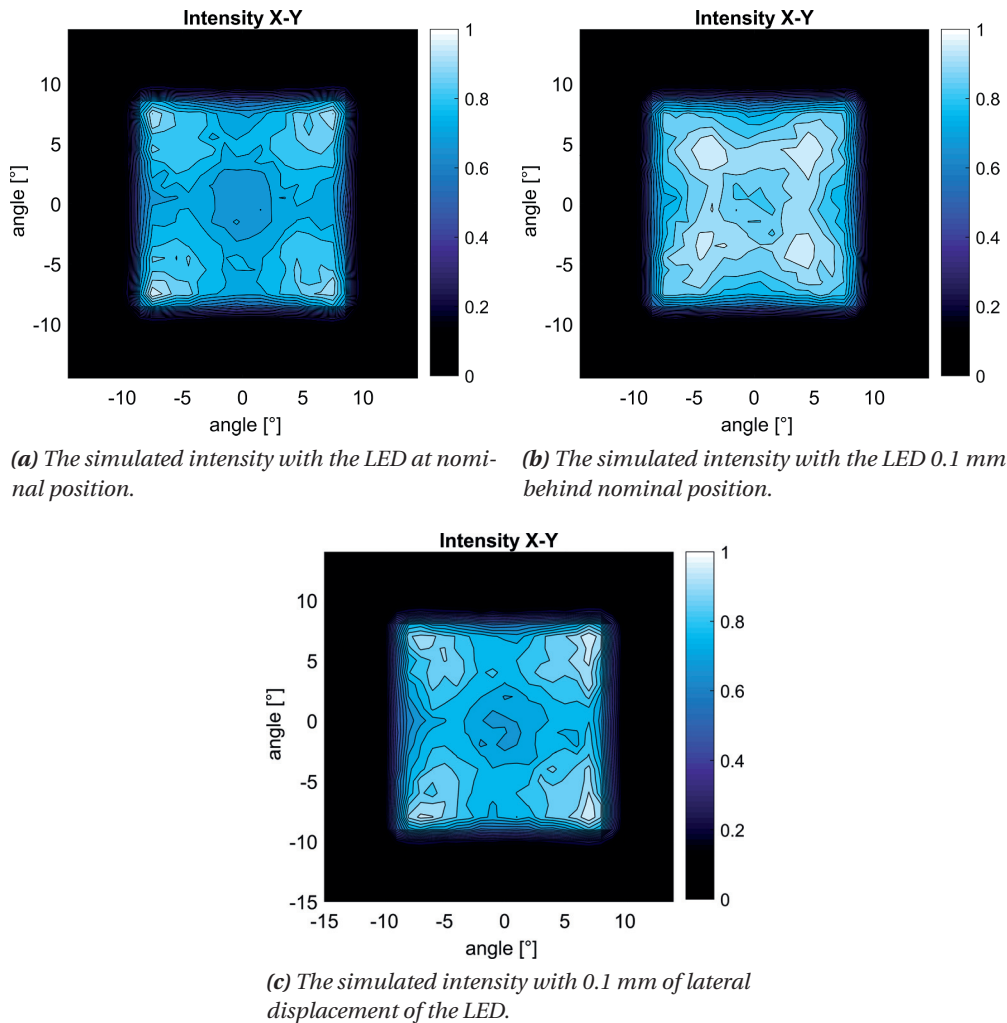 Intensity X-Y
10
5
0
-5
-10
angle [°]
-10 -5 0 5 10
angle [°]
1
0.8
0.6
0.4
0.2
0
(a) The simulated intensity with the LED at nomi-
nal position.
Intensity X-Y
10
5
0
-5
-10
angle [°]
-10 -5 0 5 10
angle [°]
1
0.8
0.6
0.4
0.2
0
(b) The simulated intensity with the LED 0.1 mm
behind nominal position.
Intensity X-Y
10
5
0
-5
-10
-15
angle [°]
-15 -10 -5 0 5 10
angle [°]
1
0.8
0.6
0.4
0.2
0
(c) The simulated intensity with 0.1 mm of lateral
displacement of the LED.